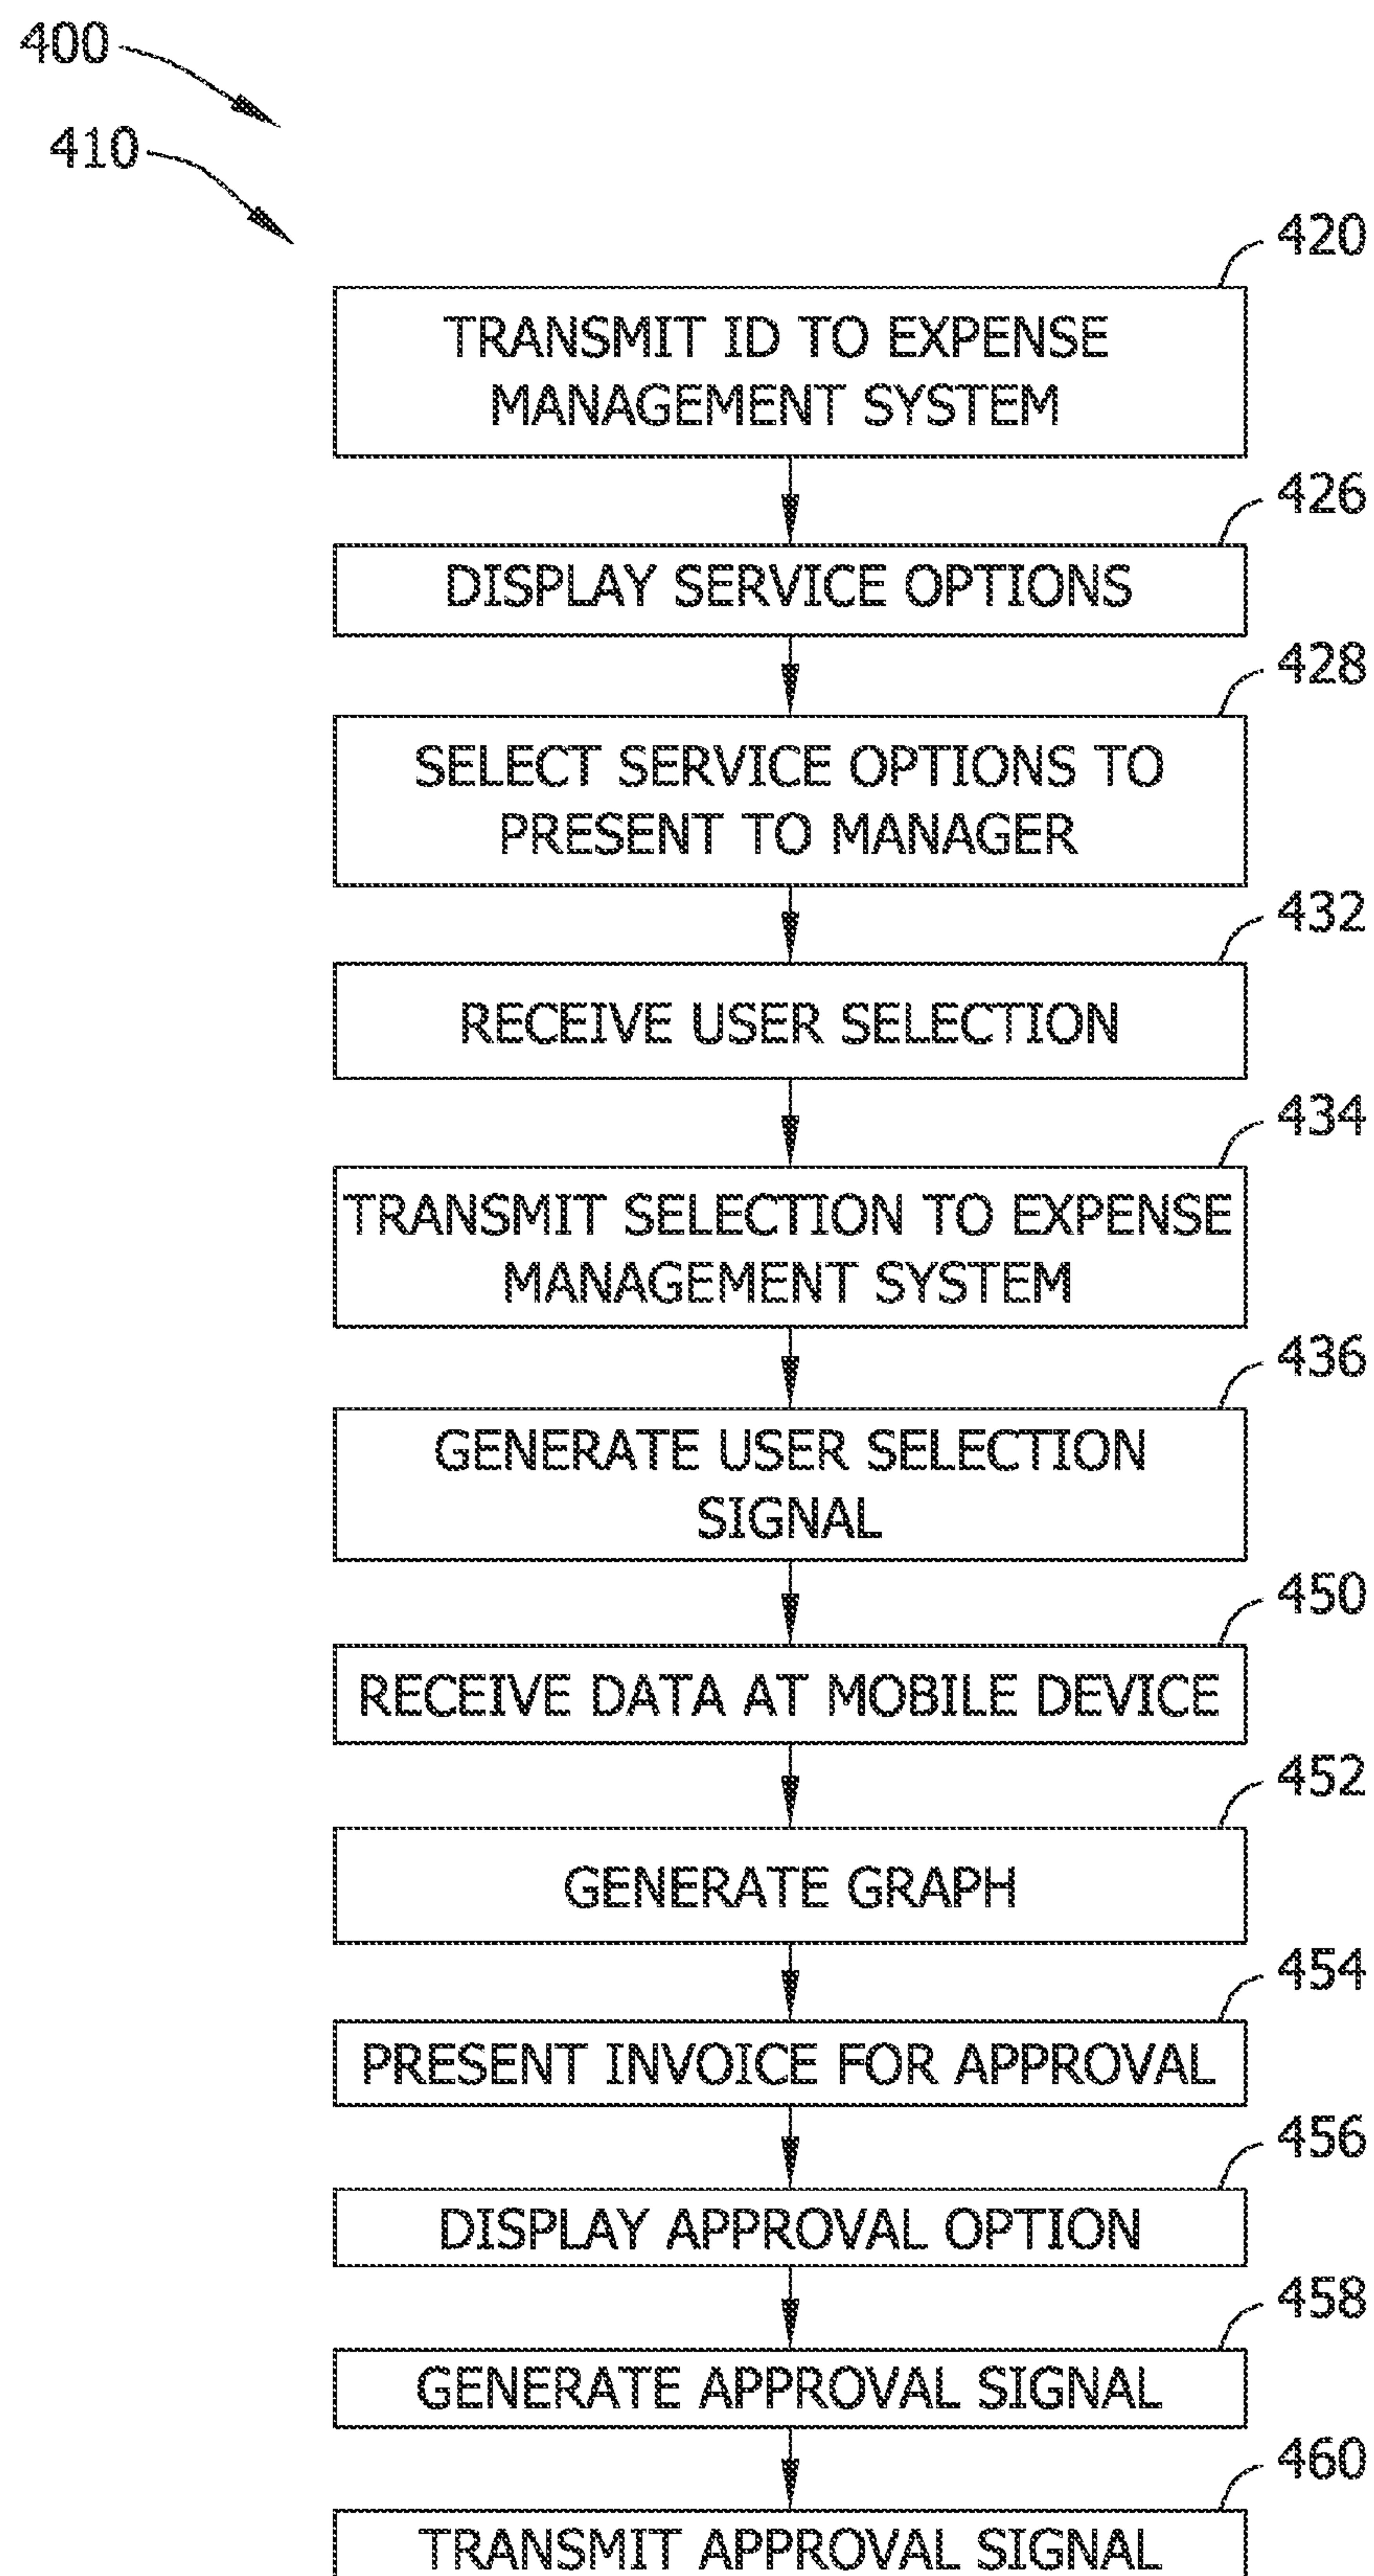 400
410
420
TRANSMIT ID TO EXPENSE
MANAGEMENT SYSTEM
426
DISPLAY SERVICE OPTIONS
428
SELECT SERVICE OPTIONS TO
PRESENT TO MANAGER
432
RECEIVE USER SELECTION
434
TRANSMIT SELECTION TO EXPENSE
MANAGEMENT SYSTEM
436
GENERATE USER SELECTION
SIGNAL
450
RECEIVE DATA AT MOBILE DEVICE
452
GENERATE GRAPH
454
PRESENT INVOICE FOR APPROVAL
456
DISPLAY APPROVAL OPTION
458
GENERATE APPROVAL SIGNAL
460
TRANSMIT APPROVAL SIGNAL